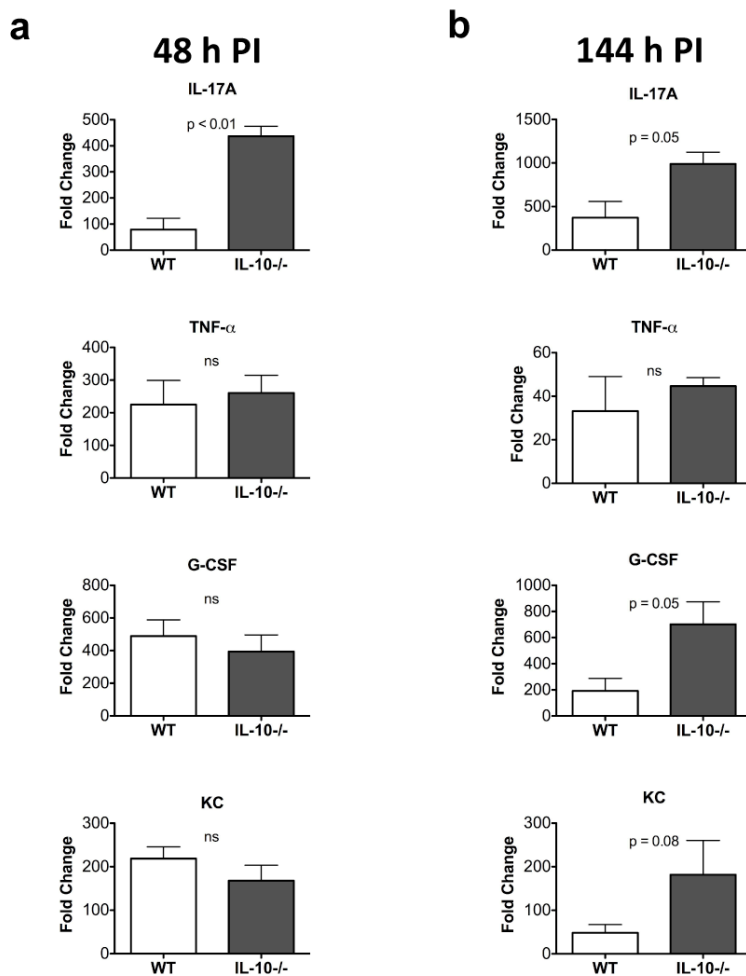 a
48 h PI
IL-17A
Fold Change
500
400
300
200
100
0
p < 0.01
WT IL-10-/-
TNF-α
Fold Change
400
300
200
100
0
ns
WT IL-10-/-
G-CSF
Fold Change
800
600
400
200
0
ns
WT IL-10-/-
KC
Fold Change
300
200
100
0
ns
WT IL-10-/-
b
144 h PI
IL-17A
Fold Change
1500
1000
500
0
p = 0.05
WT IL-10-/-
TNF-α
Fold Change
60
40
20
0
ns
WT IL-10-/-
G-CSF
Fold Change
1000
800
600
400
200
0
p = 0.05
WT IL-10-/-
KC
Fold Change
300
200
100
0
p = 0.08
WT IL-10-/-